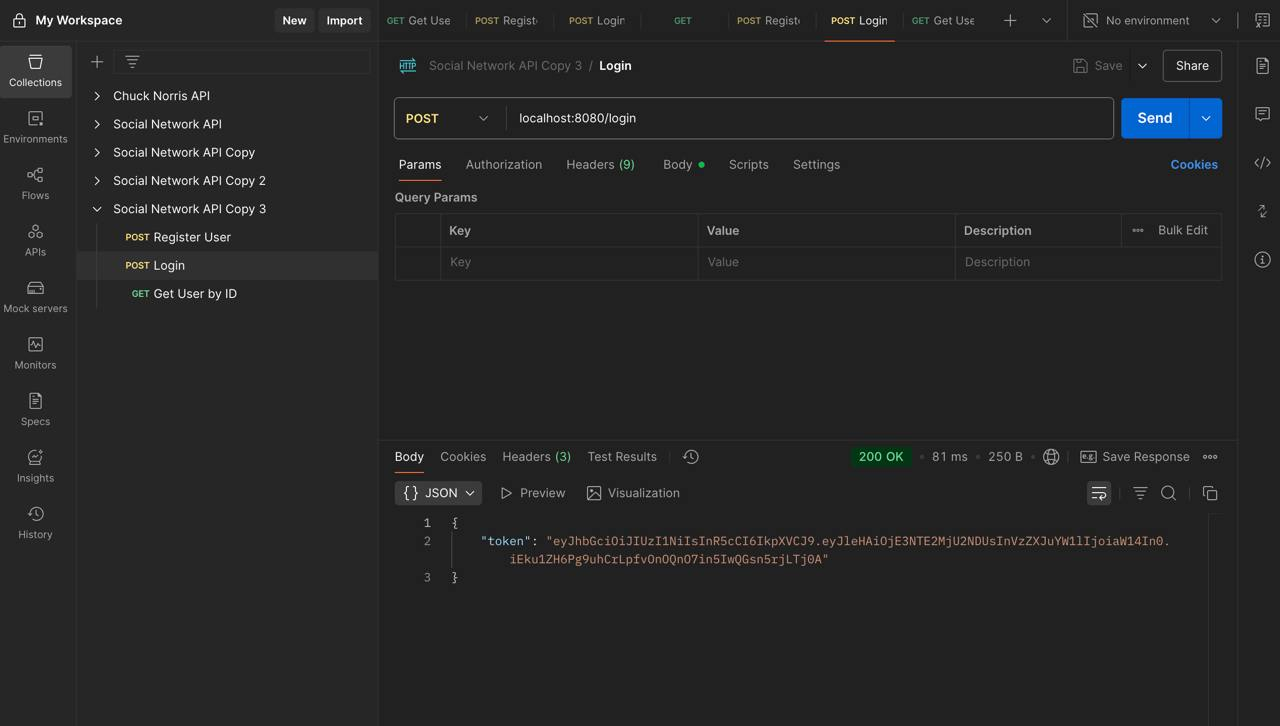 My Workspace
New
Import
GET Get Use
POST Regist
POST Login
GET
POST Regist
POST Login
GET Get Use
No environment
Collections
Environments
Flows
APIs
Mock servers
Monitors
Specs
Insights
History
Chuck Norris API
Social Network API
Social Network API Copy
Social Network API Copy 2
Social Network API Copy 3
POST Register User
POST Login
GET Get User by ID
HTTP Social Network API Copy 3 / Login
Save
Share
POST
localhost:8080/login
Send
Params
Authorization
Headers (9)
Body
Scripts
Settings
Cookies
Query Params
Key
Value
Description
Bulk Edit
Key
Value
Description
Body
Cookies
Headers (3)
Test Results
200 OK
81 ms
250 B
e.g. Save Response
{} JSON
Preview
Visualization
1 {
2 "token": "eyJhbGciOiJIUzI1NiIsInR5cCI6IkpXVCJ9.eyJleHAiOjE3NTE2MjU2NDUsInVzZXJuYW1lIjoiaW14In0.
iEku1ZH6Pg9uhCrLpfvOnOQnO7in5IwQGsn5rjLTj0A"
3 }